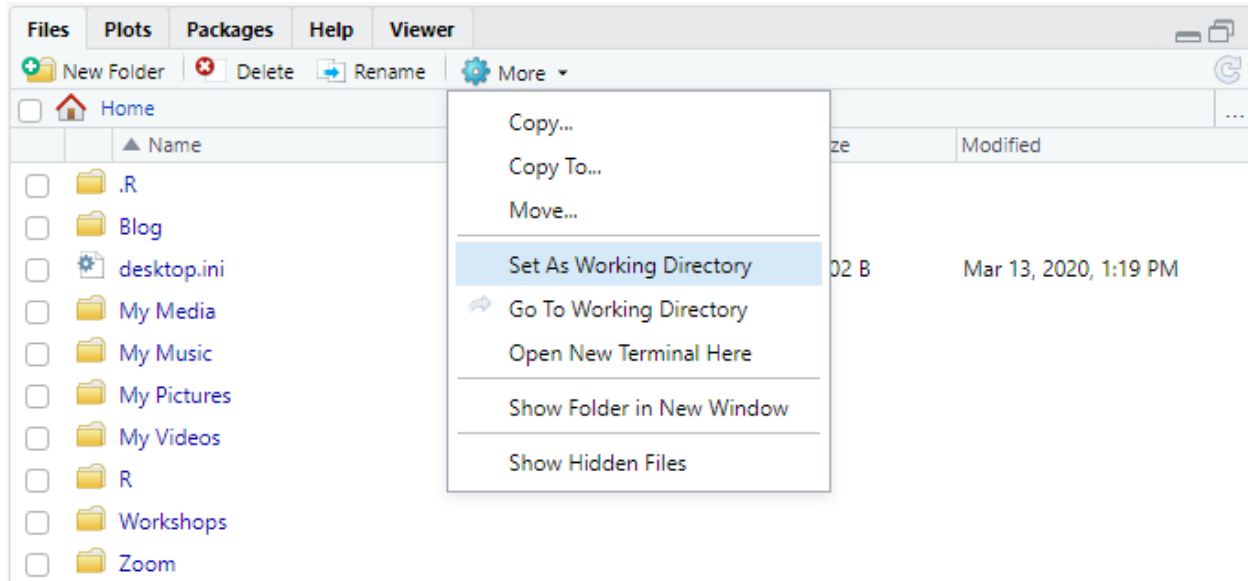 Files Plots Packages Help Viewer
New Folder Delete Rename More
Home ...
Name ze Modified
Copy...
Copy To...
Move...
Set As Working Directory
Go To Working Directory
Open New Terminal Here
Show Folder in New Window
Show Hidden Files
.R
Blog
desktop.ini 02 B Mar 13, 2020, 1:19 PM
My Media
My Music
My Pictures
My Videos
R
Workshops
Zoom